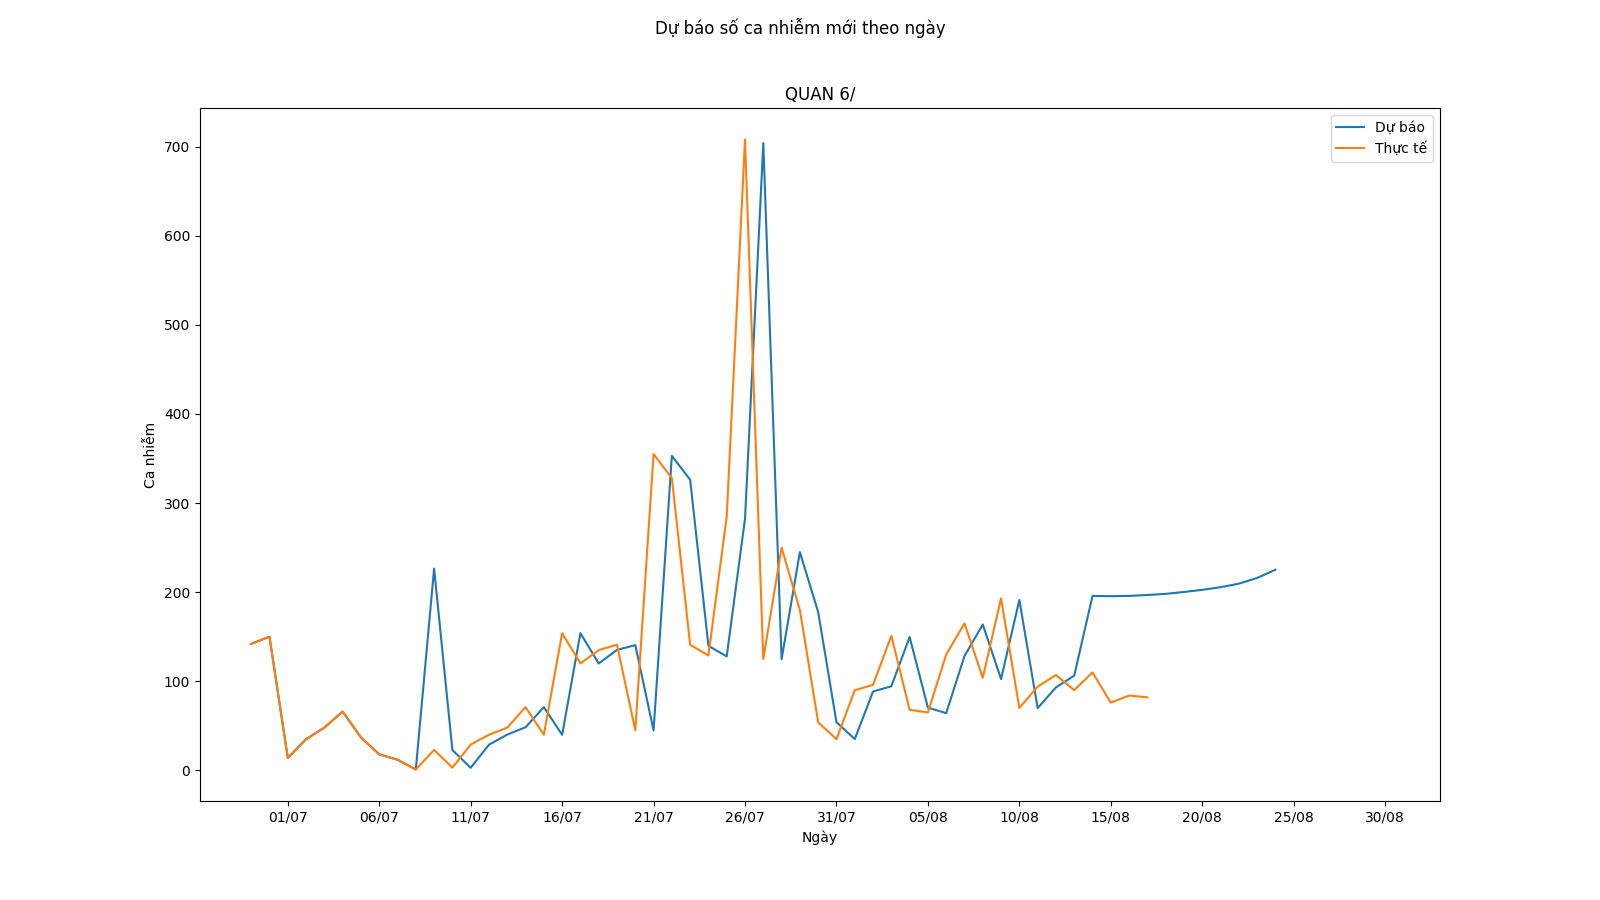 Dự báo số ca nhiễm mới theo ngày
QUAN 6/
Dự báo
Thực tế
Ca nhiễm
700
600
500
400
300
200
100
0
01/07 06/07 11/07 16/07 21/07 26/07 31/07 05/08 10/08 15/08 20/08 25/08 30/08
Ngày